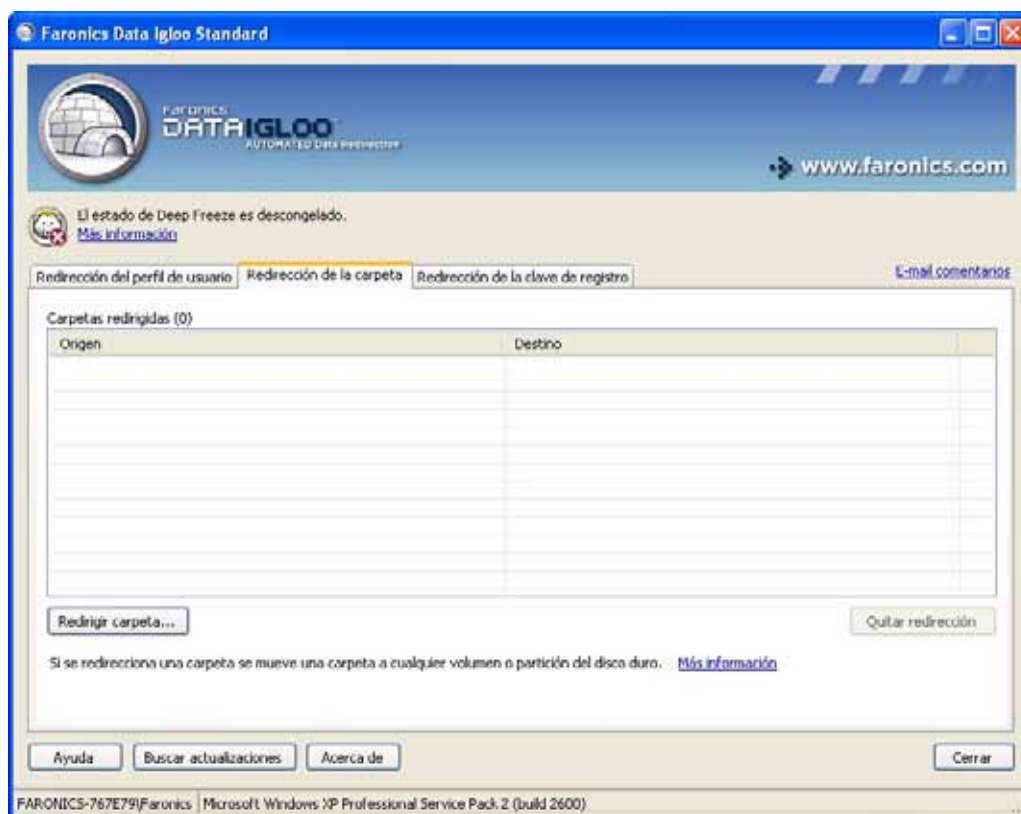 Faronics Data Igloo Standard
FARONICS
DATAIGLOO
AUTOMATED Data Redirection
www.faronics.com
El estado de Deep Freeze es descongelado.
Más información
Redirección del perfil de usuario
Redirección de la carpeta
Redirección de la clave de registro
E-mail comentarios
Carpetas redirigidas (0)
Origen Destino
Redirigir carpeta...
Quitar redirección
Si se redirecciona una carpeta se mueve una carpeta a cualquier volumen o partición del disco duro. Más información
Ayuda
Buscar actualizaciones
Acerca de
Cerrar
FARONICS-767E79\Faronics Microsoft Windows XP Professional Service Pack 2 (build 2600)